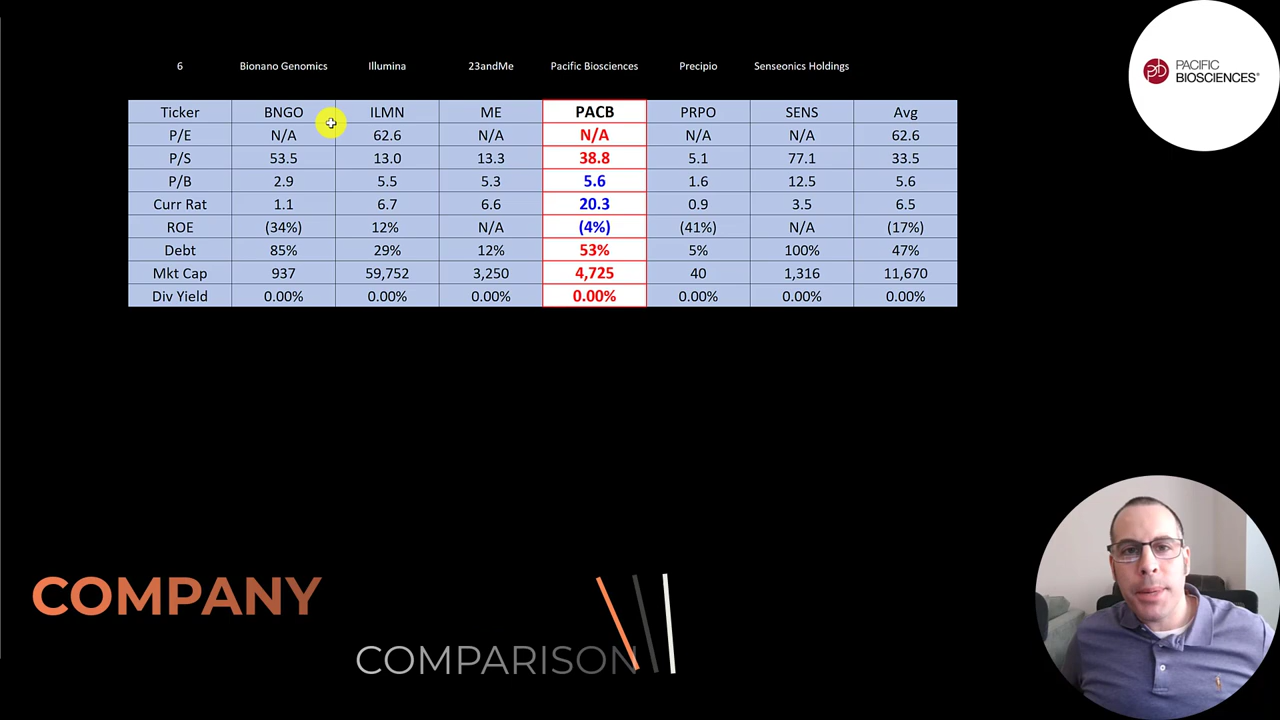 6 Bionano Genomics Illumina 23andMe Pacific Biosciences Precipio Senseonics Holdings
Ticker BNGO ILMN ME PACB PRPO SENS Avg
P/E N/A 62.6 N/A N/A N/A N/A 62.6
P/S 53.5 13.0 13.3 38.8 5.1 77.1 33.5
P/B 2.9 5.5 5.3 5.6 1.6 12.5 5.6
Curr Rat 1.1 6.7 6.6 20.3 0.9 3.5 6.5
ROE (34%) 12% N/A (4%) (41%) N/A (17%)
Debt 85% 29% 12% 53% 5% 100% 47%
Mkt Cap 937 59,752 3,250 4,725 40 1,316 11,670
Div Yield 0.00% 0.00% 0.00% 0.00% 0.00% 0.00% 0.00%
PACIFIC
BIOSCIENCES®
COMPANY
COMPARISON